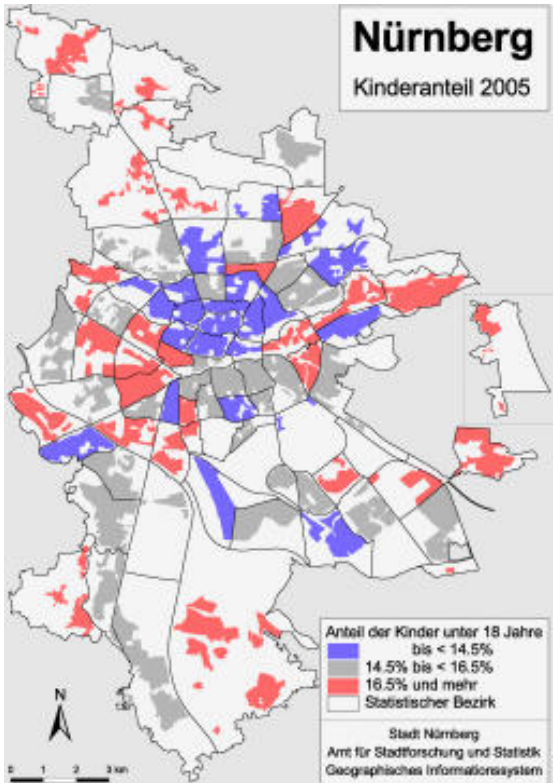 Nürnberg
Kinderanteil 2005
Anteil der Kinder unter 18 Jahre
bis < 14.5%
14.5% bis < 16.5%
16.5% und mehr
Statistischer Bezirk
N
Stadt Nürnberg
Amt für Stadtforschung und Statistik
Geographisches Informationssystem
0 1 2 3 km